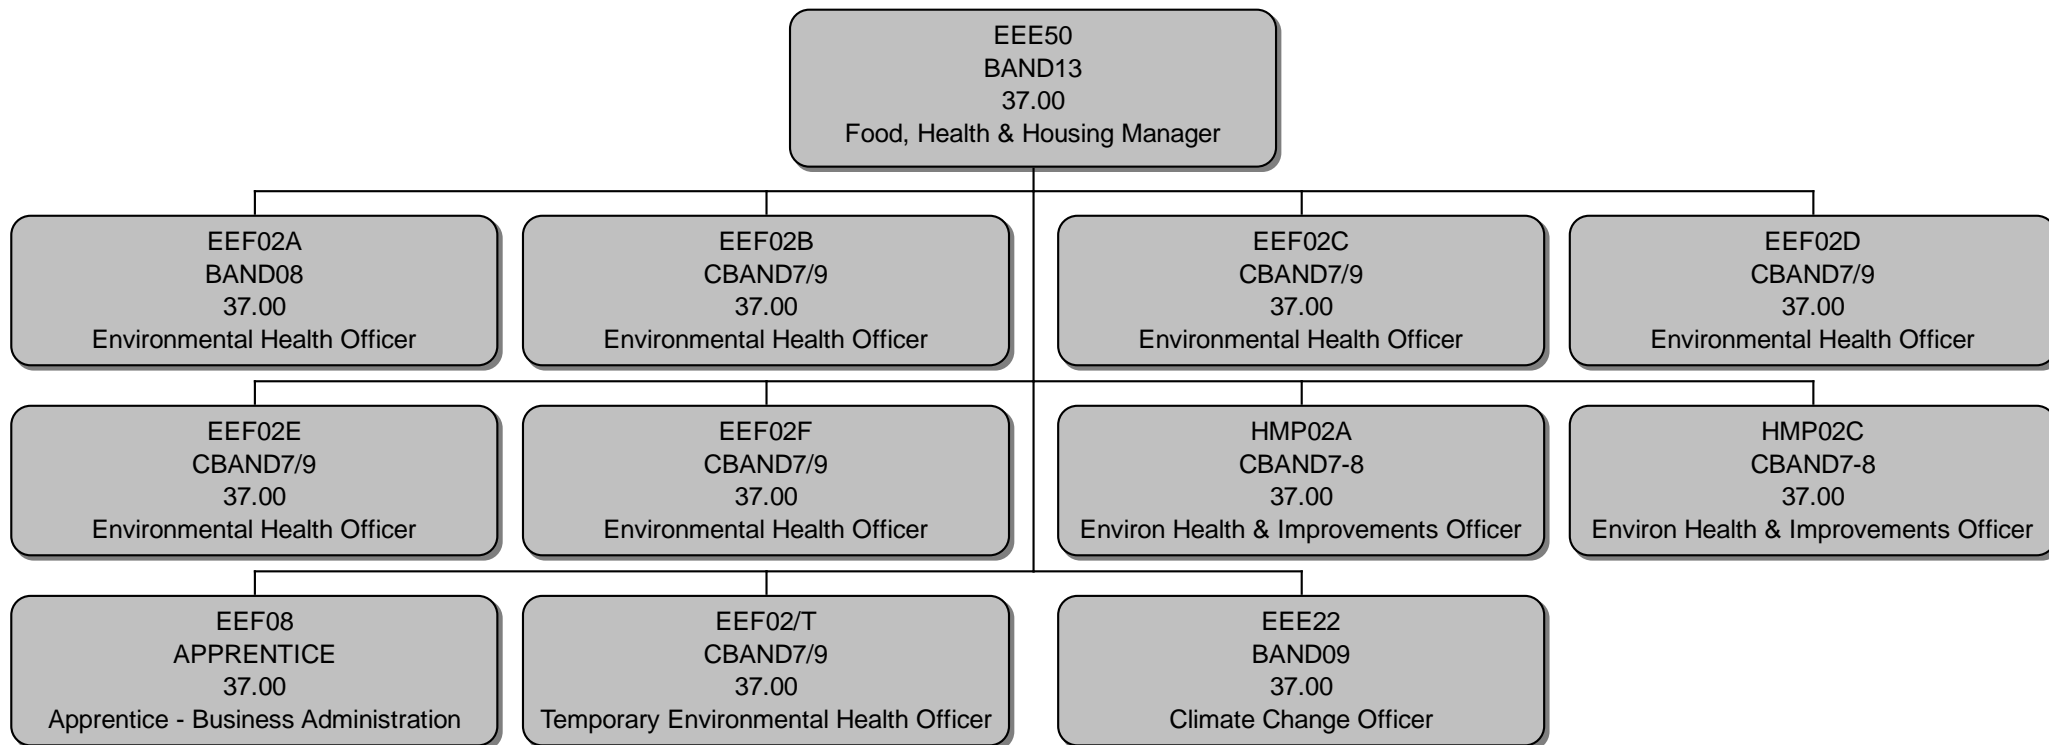 EEE50
BAND13
37.00
Food, Health & Housing Manager
EEF02A
BAND08
37.00
Environmental Health Officer
EEF02B
CBAND7/9
37.00
Environmental Health Officer
EEF02C
CBAND7/9
37.00
Environmental Health Officer
EEF02D
CBAND7/9
37.00
Environmental Health Officer
EEF02E
CBAND7/9
37.00
Environmental Health Officer
EEF02F
CBAND7/9
37.00
Environmental Health Officer
HMP02A
CBAND7-8
37.00
Environ Health & Improvements Officer
HMP02C
CBAND7-8
37.00
Environ Health & Improvements Officer
EEF08
APPRENTICE
37.00
Apprentice - Business Administration
EEF02/T
CBAND7/9
37.00
Temporary Environmental Health Officer
EEE22
BAND09
37.00
Climate Change Officer